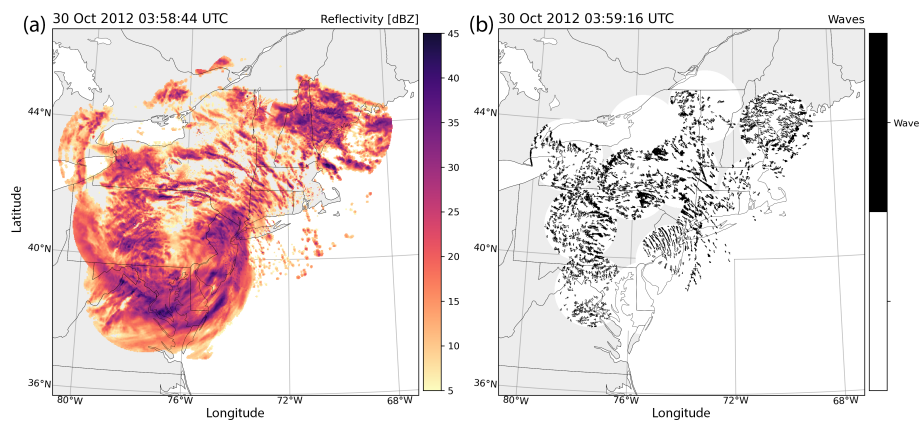 (a)
30 Oct 2012 03:58:44 UTC
Reflectivity [dBZ]
45
40
35
30
25
20
15
10
5
44°N
40°N
36°N
Latitude
80°W
76°W
72°W
68°W
Longitude
(b)
30 Oct 2012 03:59:16 UTC
Waves
Wave
44°N
40°N
36°N
80°W
76°W
72°W
68°W
Longitude